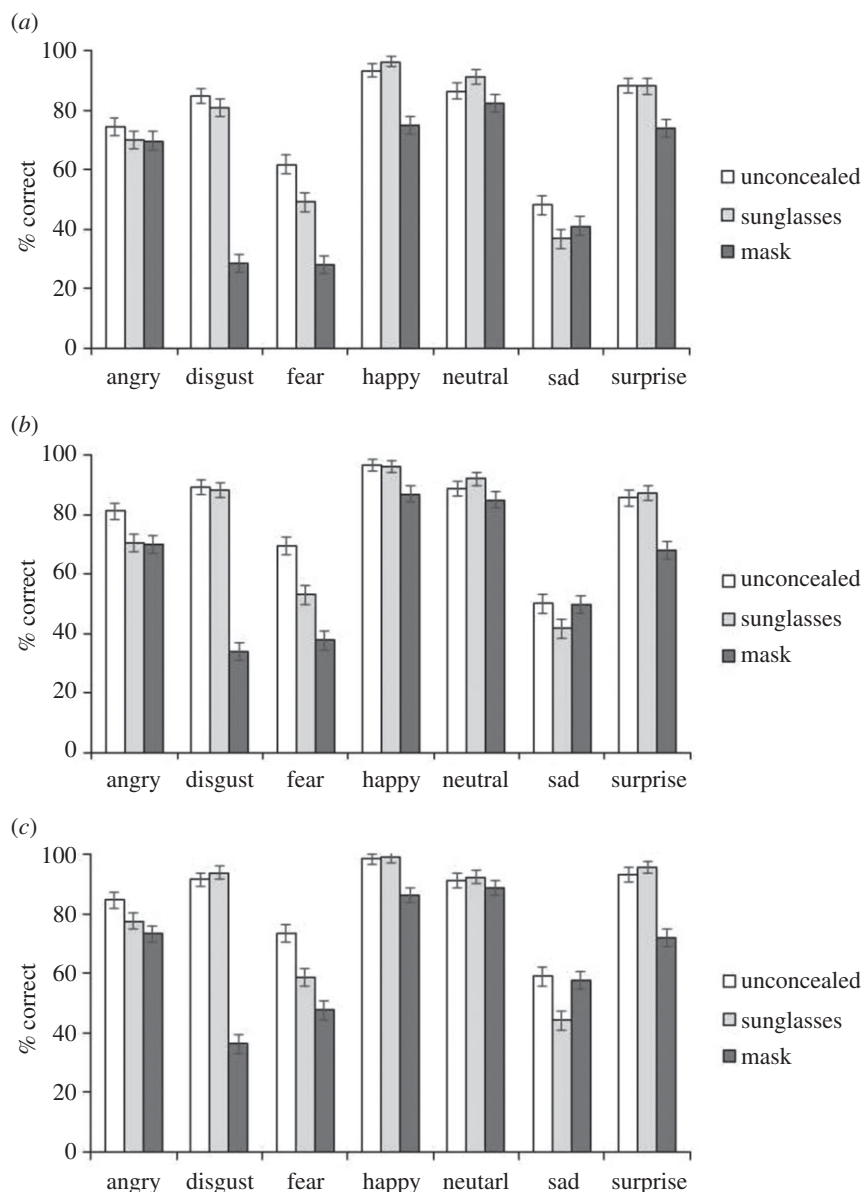 (a)
100
80
60
40
20
0
% correct
angry disgust fear happy neutral sad surprise
unconcealed
sunglasses
mask
(b)
100
80
60
40
20
0
% correct
angry disgust fear happy neutral sad surprise
unconcealed
sunglasses
mask
(c)
100
80
60
40
20
0
% correct
angry disgust fear happy neutarl sad surprise
unconcealed
sunglasses
mask